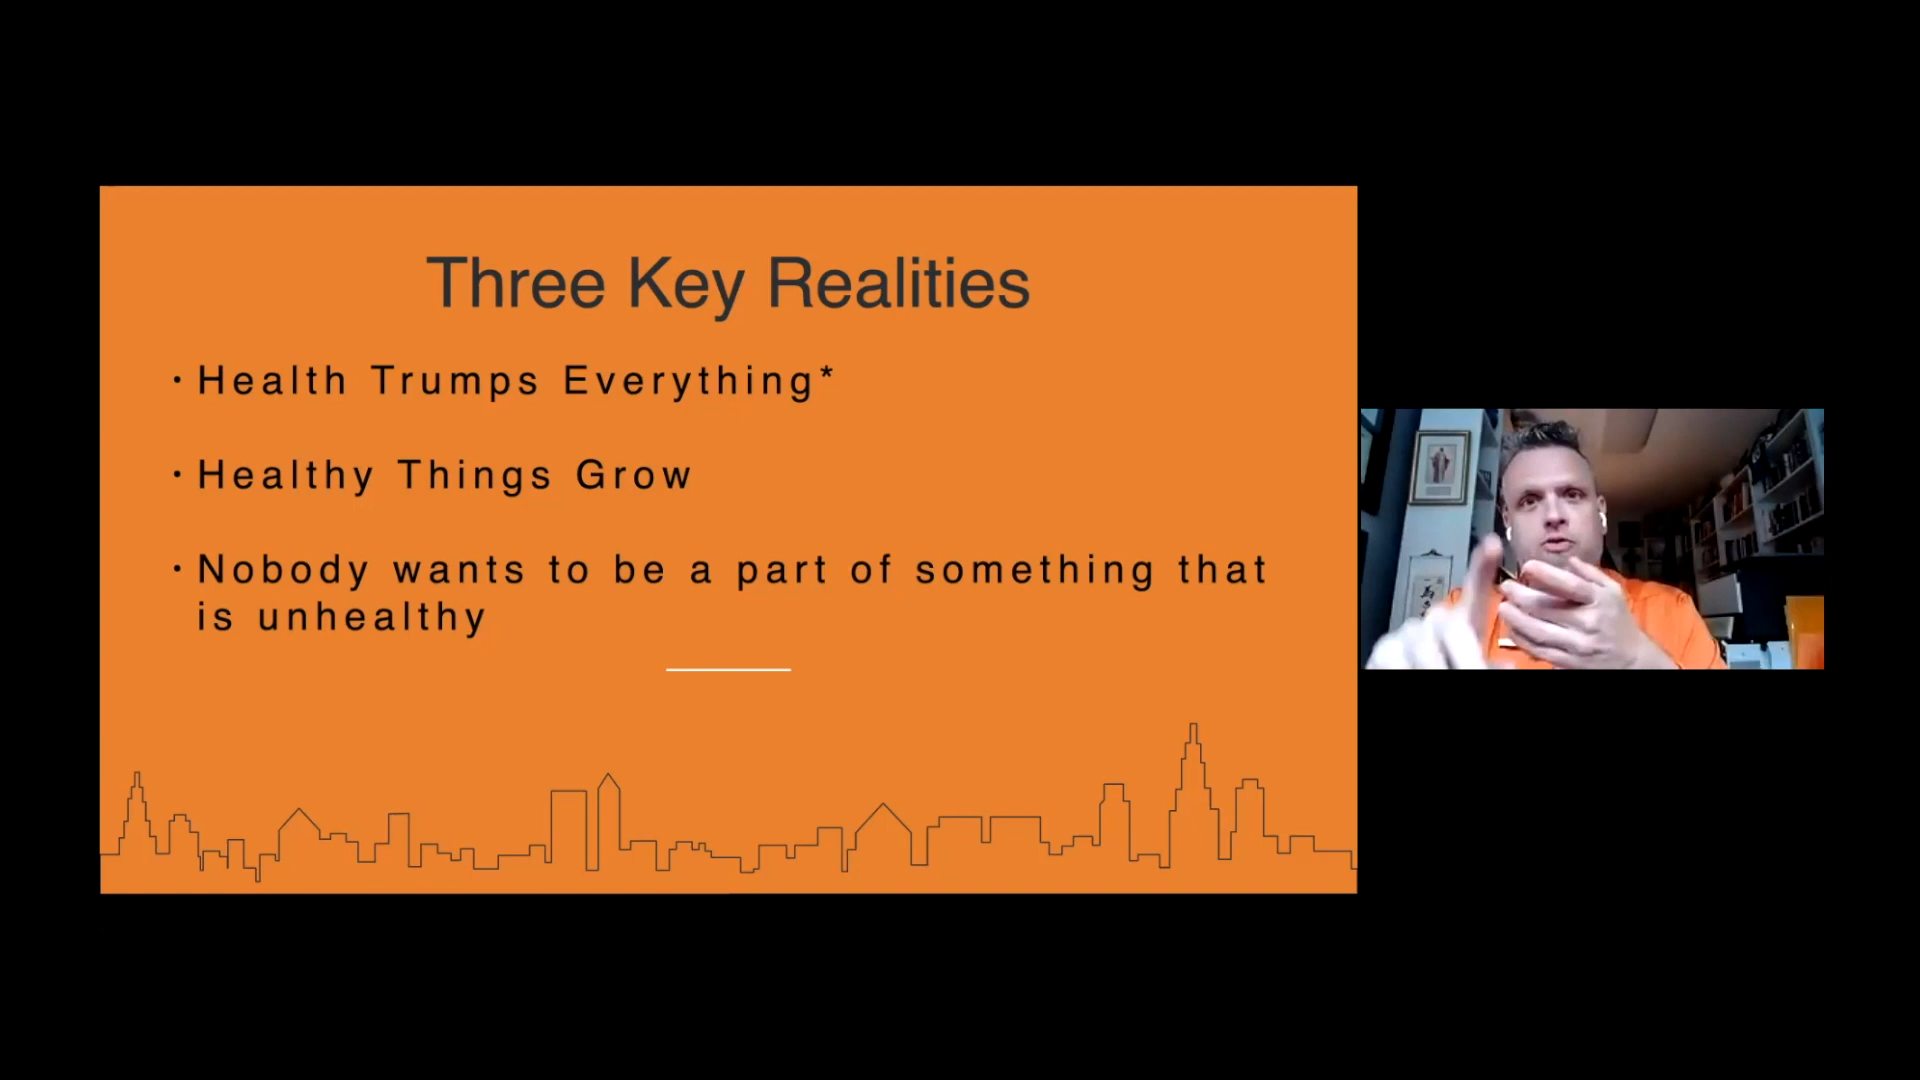 Three Key Realities
· Health Trumps Everything*
· Healthy Things Grow
· Nobody wants to be a part of something that
is unhealthy